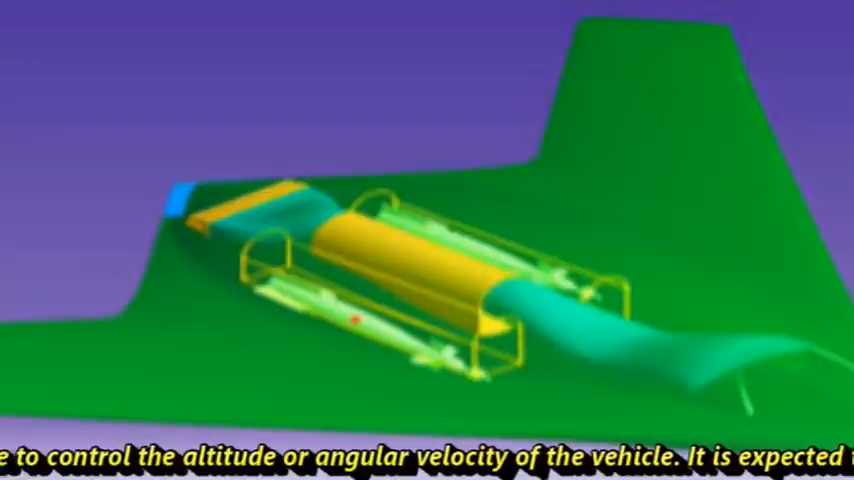 to control the altitude or angular velocity of the vehicle. It is expected